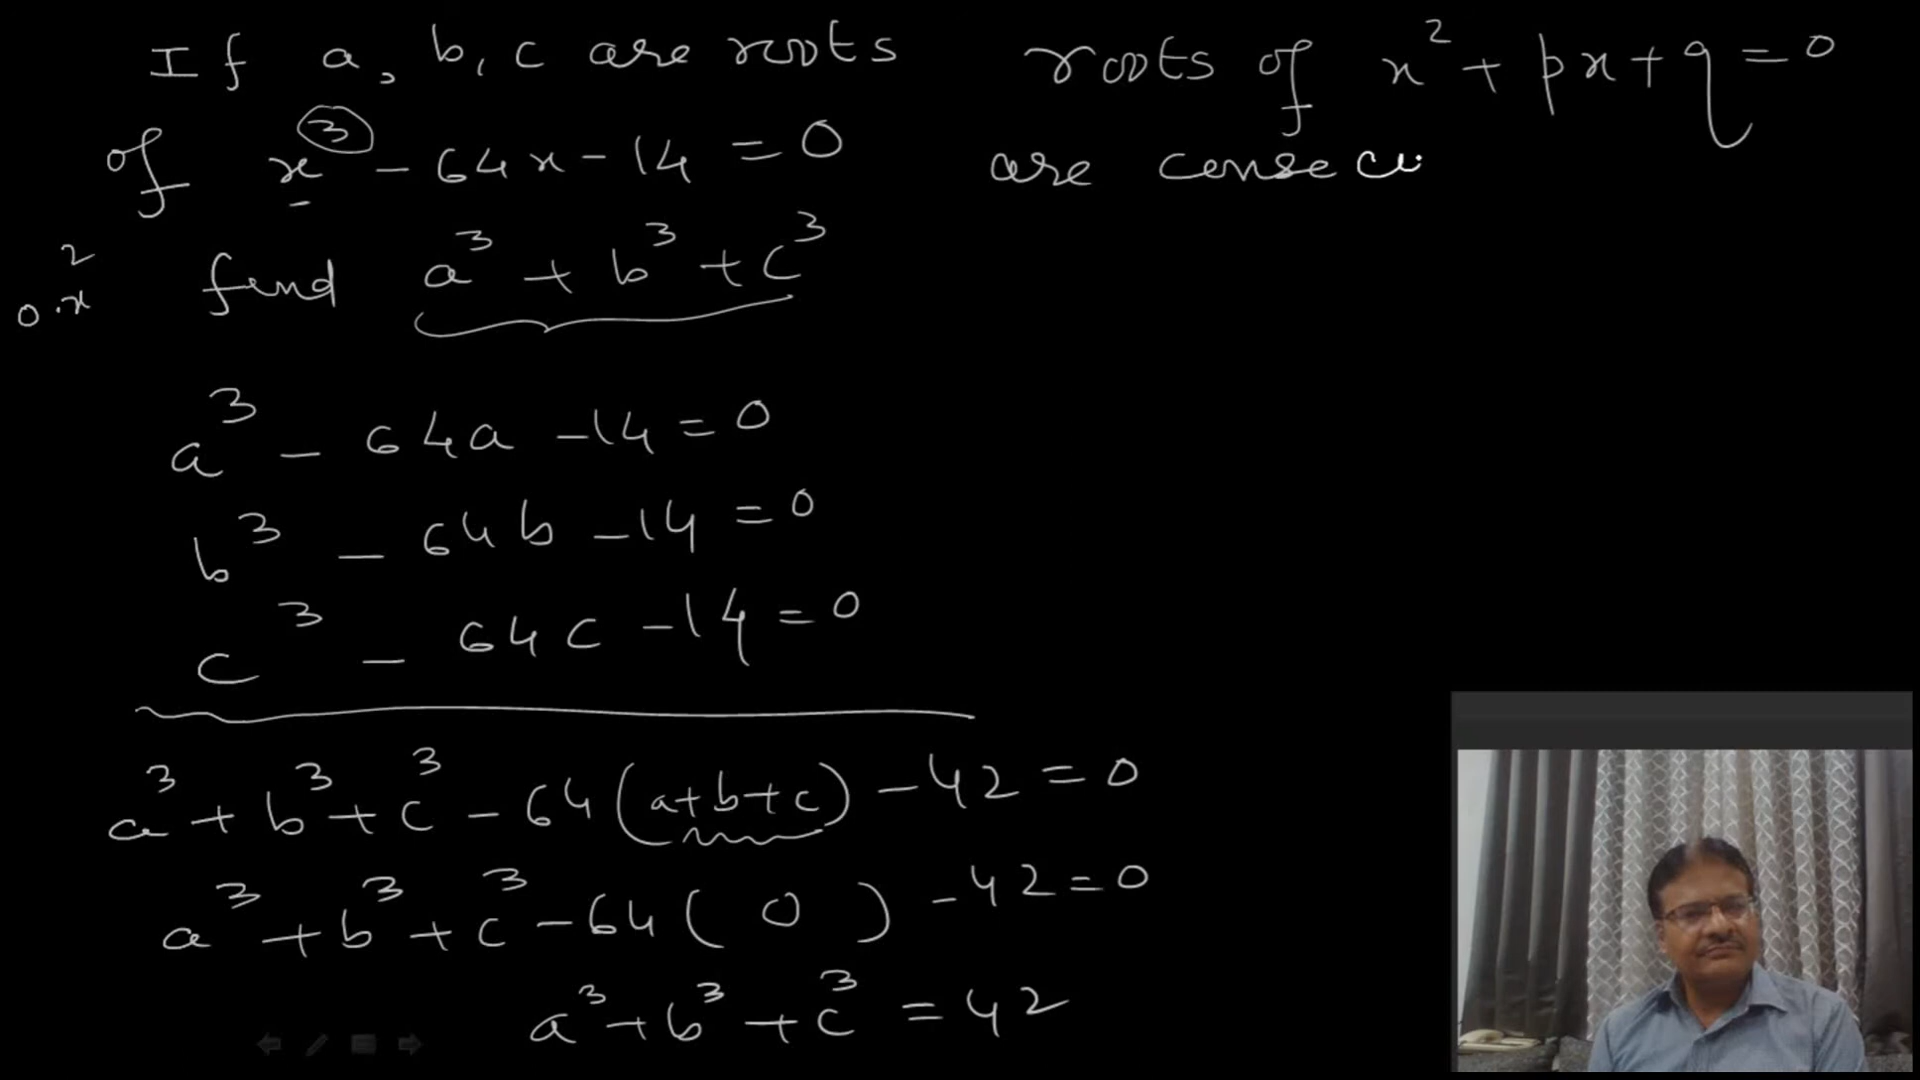 If a, b, c are roots
of x³ - 64x - 14 = 0
0·x²
find a³ + b³ + c³
a³ - 64a - 14 = 0
b³ - 64b - 14 = 0
c³ - 64c - 14 = 0
a³ + b³ + c³ - 64(a+b+c) - 42 = 0
a³ + b³ + c³ - 64( 0 ) - 42 = 0
a³ + b³ + c³ = 42
roots of x² + px + q = 0
are consecu